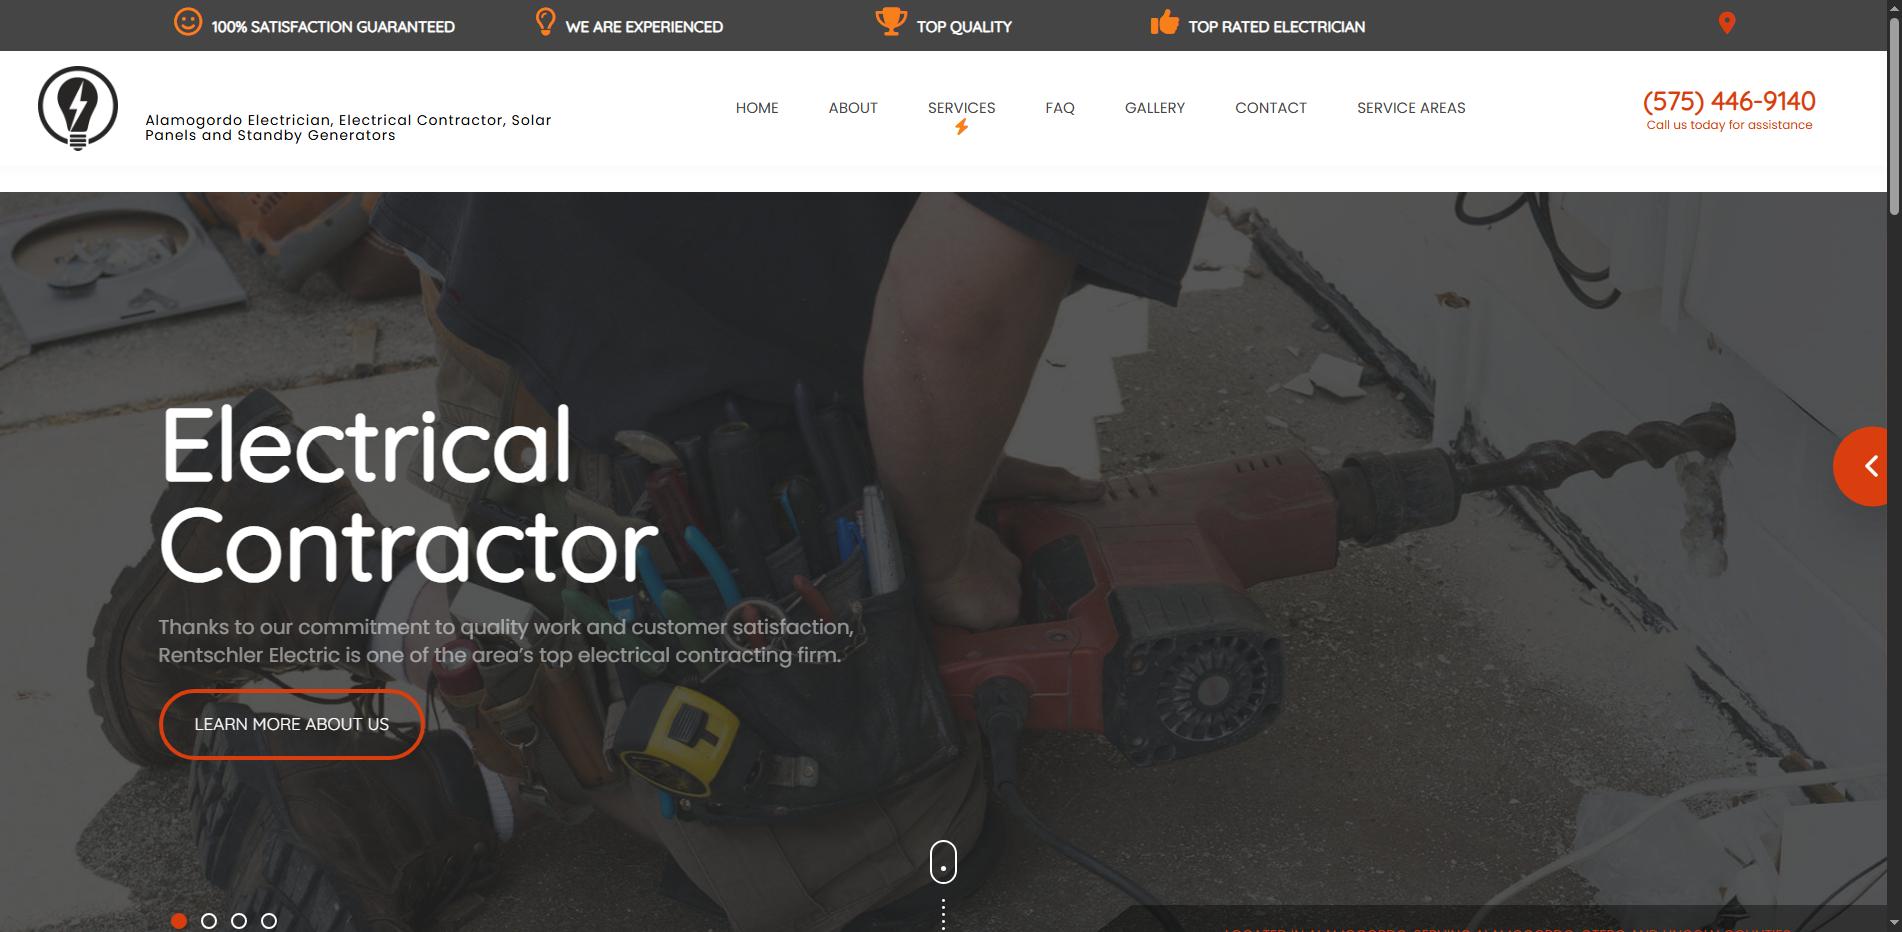 100% SATISFACTION GUARANTEED
WE ARE EXPERIENCED
TOP QUALITY
TOP RATED ELECTRICIAN
Alamogordo Electrician, Electrical Contractor, Solar
Panels and Standby Generators
HOME
ABOUT
SERVICES
FAQ
GALLERY
CONTACT
SERVICE AREAS
(575) 446-9140
Call us today for assistance
Electrical
Contractor
Thanks to our commitment to quality work and customer satisfaction,
Rentschler Electric is one of the area’s top electrical contracting firm.
LEARN MORE ABOUT US